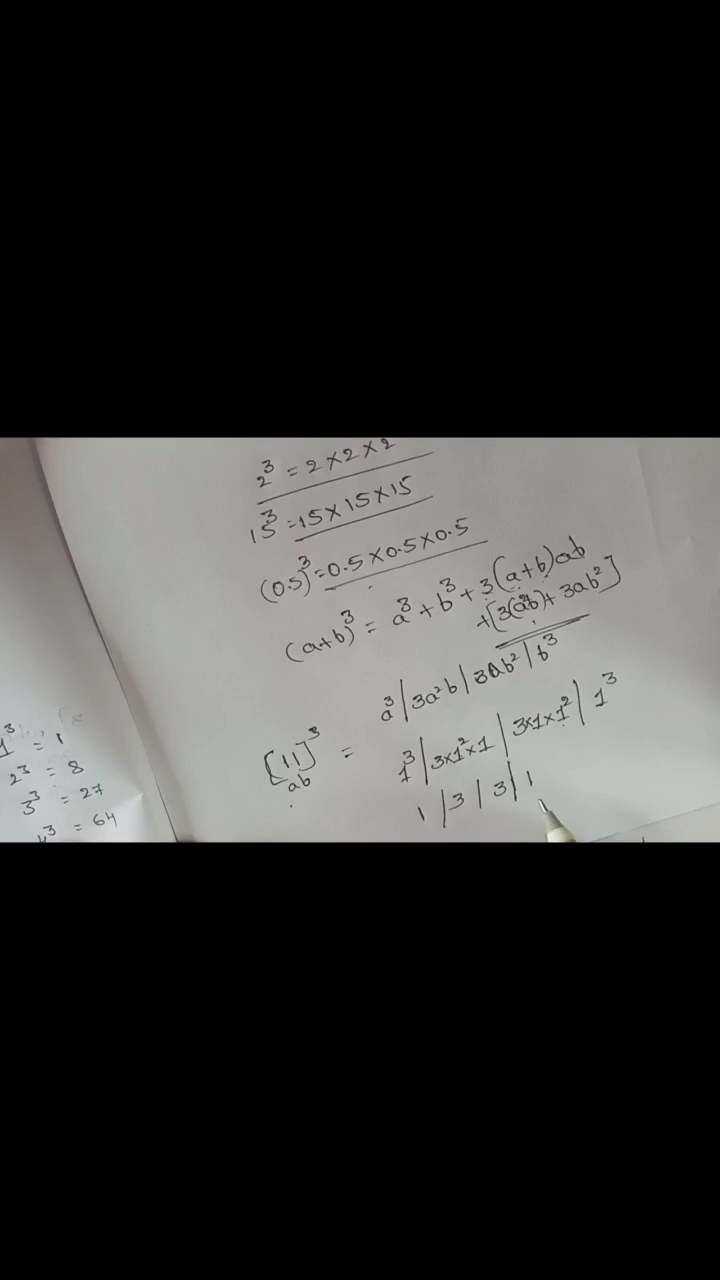 2³ = 2×2×2
15³ = 15×15×15
(0.5)³ = 0.5×0.5×0.5
(a+b)³ = a³ + b³ + 3(a+b)ab
+[3(a²b)+3ab²]
a³ | 3a²b | 3ab² | b³
[11]³ = 1³ | 3×1²×1 | 3×1×1² | 1³
ab
1 | 3 | 3 | 1
1³ = 1
2³ = 8
3³ = 27
4³ = 64